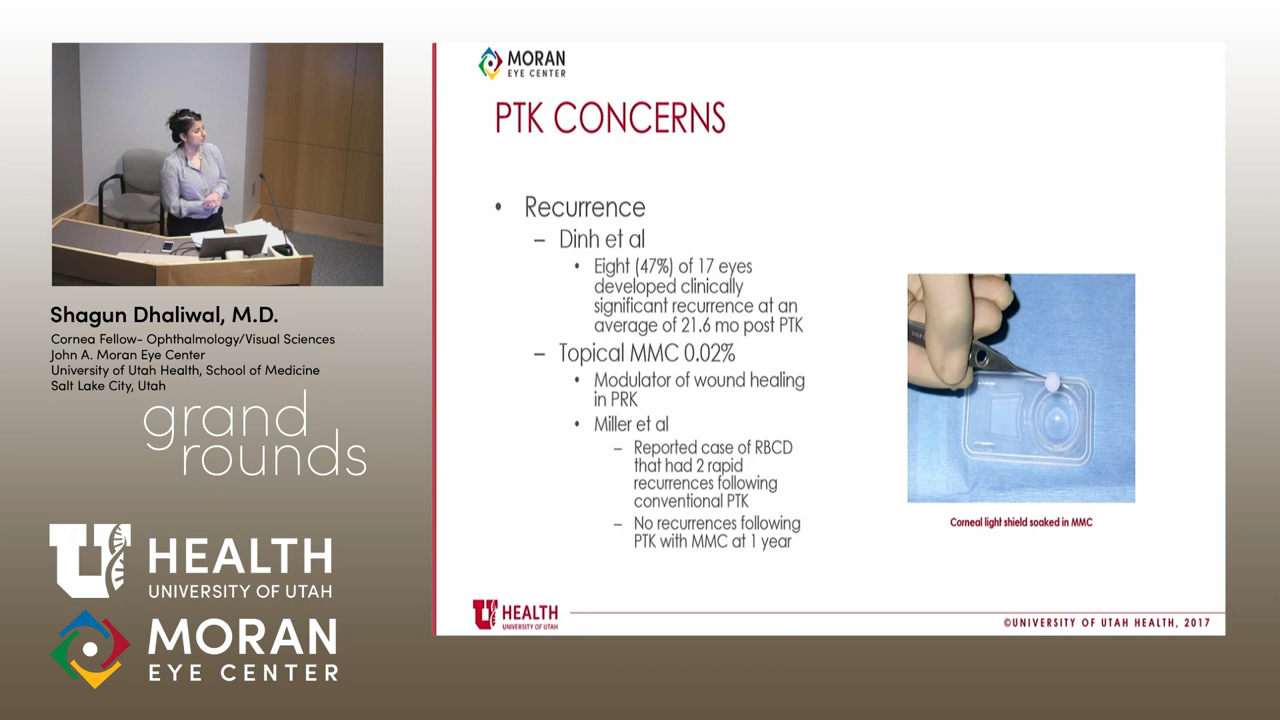 MORAN
EYE CENTER
PTK CONCERNS
• Recurrence
– Dinh et al
• Eight (47%) of 17 eyes
developed clinically
significant recurrence at an
average of 21.6 mo post PTK
– Topical MMC 0.02%
• Modulator of wound healing
in PRK
• Miller et al
– Reported case of RBCD
that had 2 rapid
recurrences following
conventional PTK
– No recurrences following
PTK with MMC at 1 year
Corneal light shield soaked in MMC
U HEALTH
UNIVERSITY OF UTAH
©UNIVERSITY OF UTAH HEALTH, 2017
Shagun Dhaliwal, M.D.
Cornea Fellow- Ophthalmology/Visual Sciences
John A. Moran Eye Center
University of Utah Health, School of Medicine
Salt Lake City, Utah
grand
rounds
U HEALTH
UNIVERSITY OF UTAH
MORAN
EYE CENTER